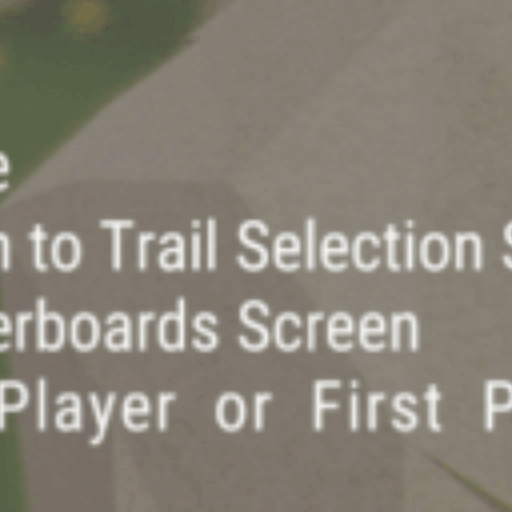 e
n to Trail Selection S
erboards Screen
Player or First P